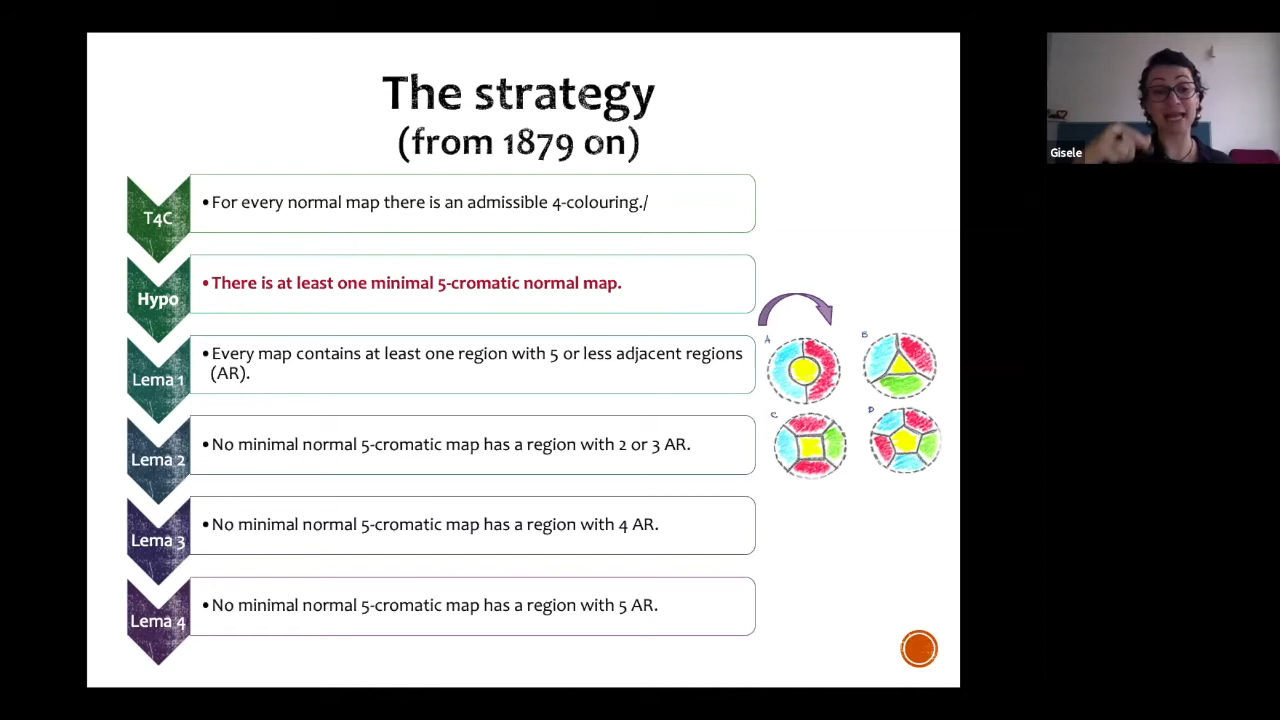 The strategy
(from 1879 on)
T4C
•For every normal map there is an admissible 4-colouring./
Hypo
•There is at least one minimal 5-cromatic normal map.
Lema 1
•Every map contains at least one region with 5 or less adjacent regions
(AR).
Lema 2
•No minimal normal 5-cromatic map has a region with 2 or 3 AR.
Lema 3
•No minimal normal 5-cromatic map has a region with 4 AR.
Lema 4
•No minimal normal 5-cromatic map has a region with 5 AR.
A
B
C
D
Gisele